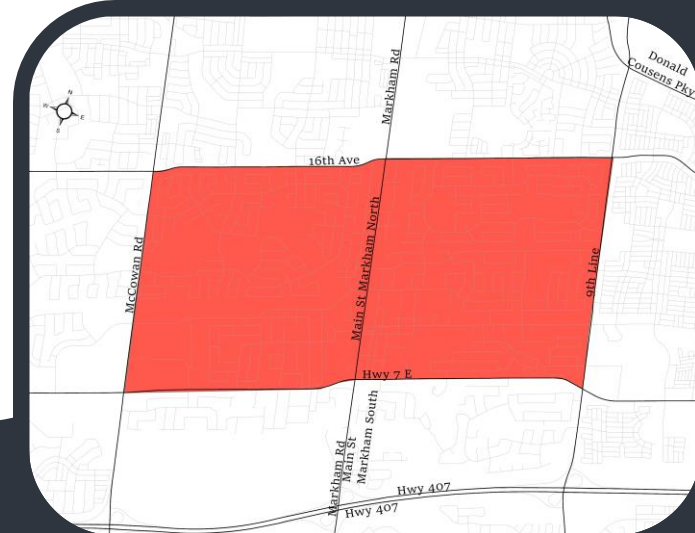 Donald
Cousens Pky
Markham Rd
N
W
E
S
16th Ave
Main St Markham North
McCowan Rd
9th Line
Hwy 7 E
Markham Rd
Main St
Markham South
Hwy 407
Hwy 407